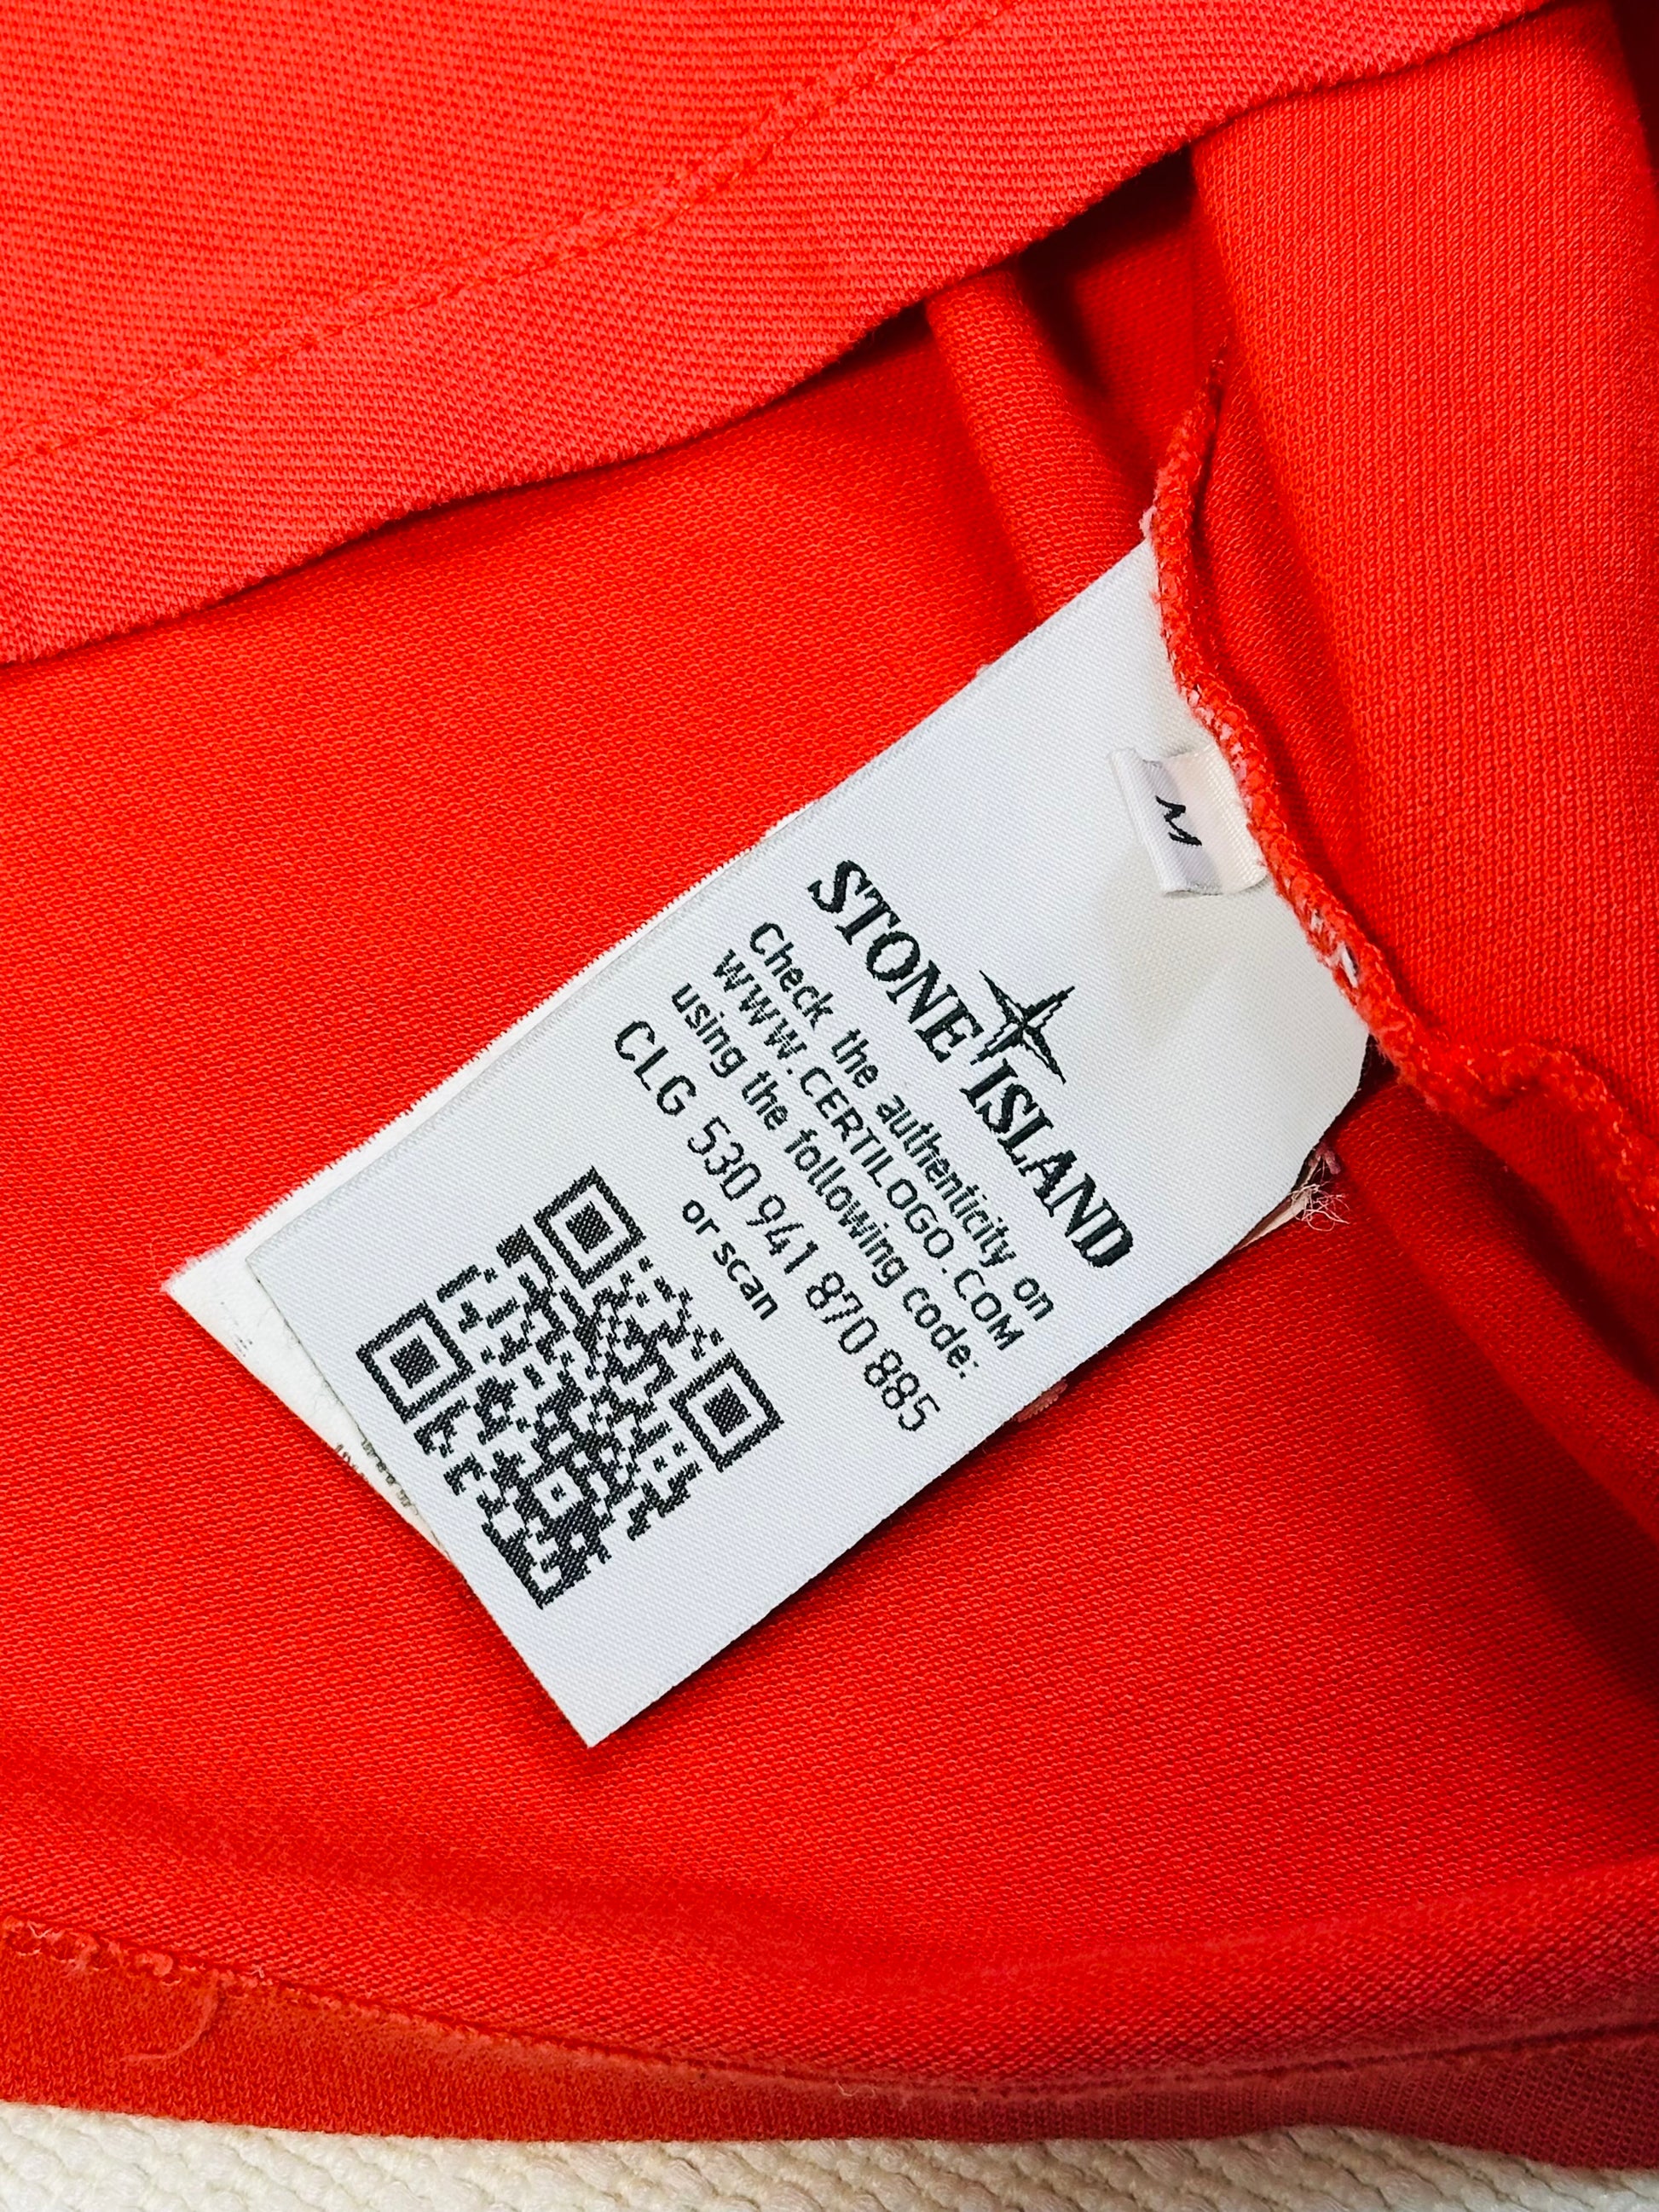 M
STONE ISLAND
Check the authenticity on
WWW.CERTILOGO.COM
using the following code:
CLG 530 941 870 885
or scan